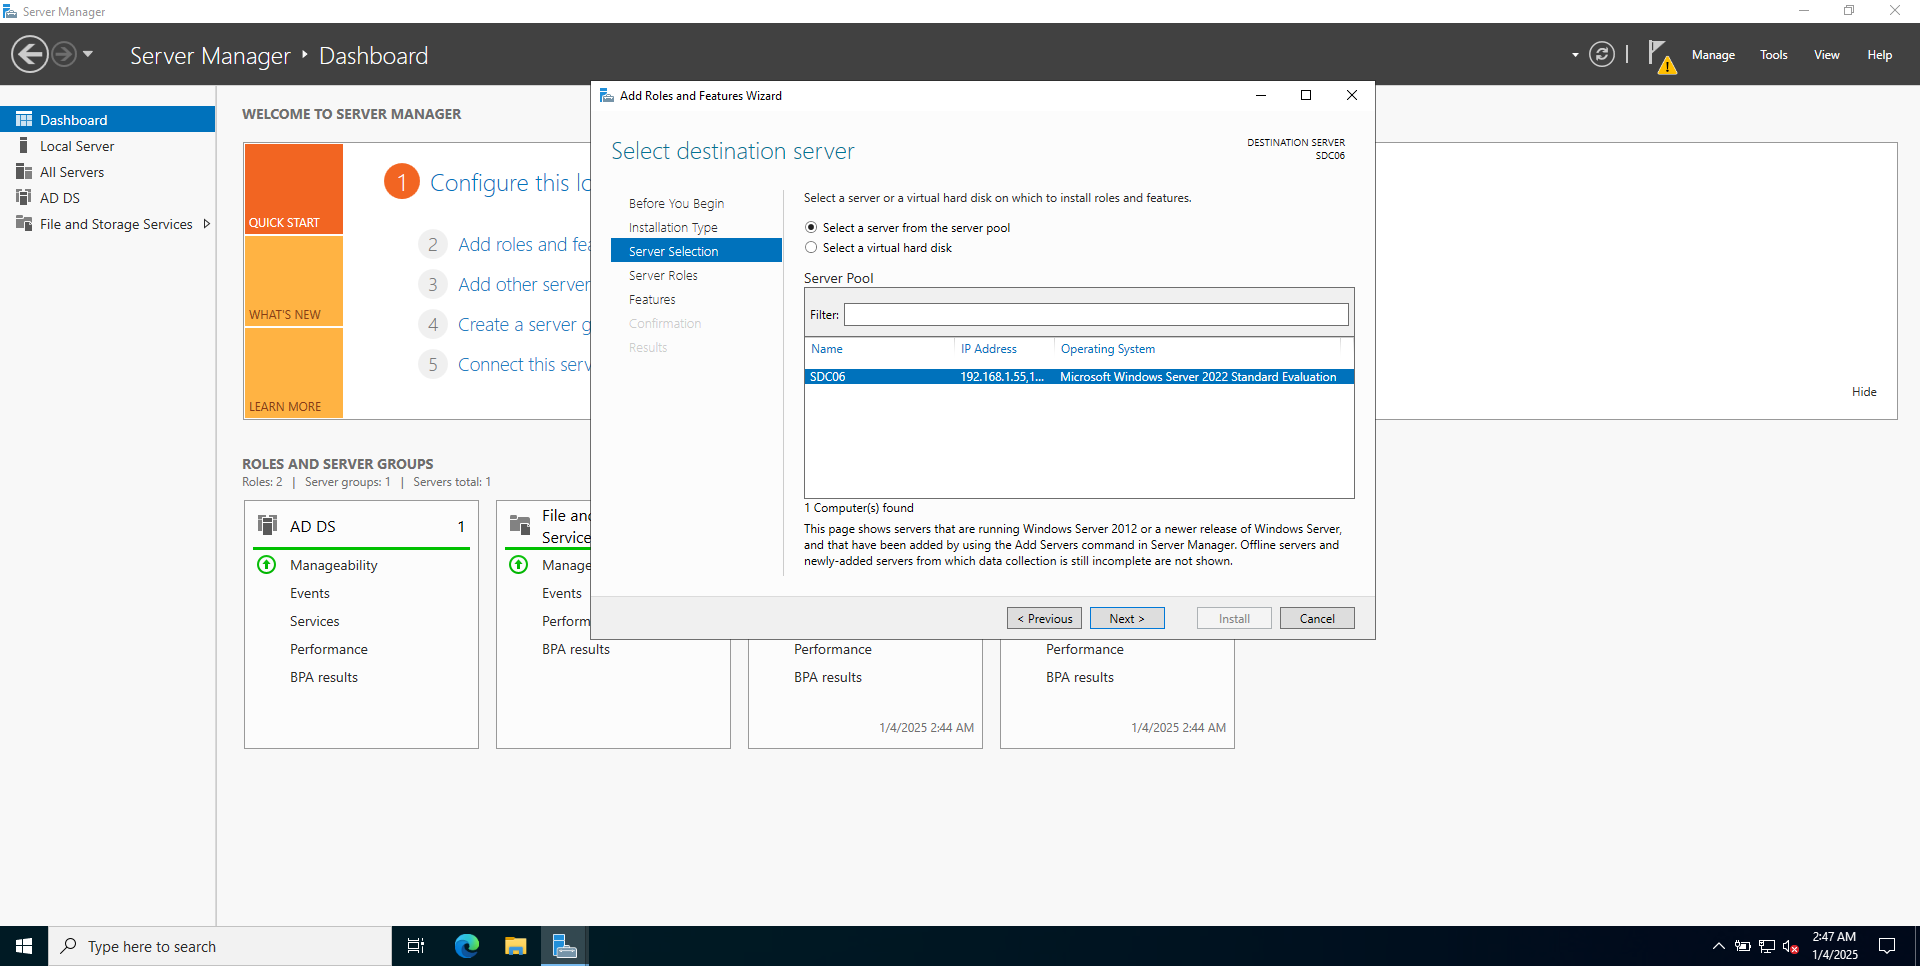 Server Manager
Server Manager ‣ Dashboard
Manage
Tools
View
Help
Dashboard
Local Server
All Servers
AD DS
File and Storage Services
WELCOME TO SERVER MANAGER
QUICK START
WHAT'S NEW
LEARN MORE
1 Configure this lo
2 Add roles and fea
3 Add other server
4 Create a server g
5 Connect this serv
Hide
ROLES AND SERVER GROUPS
Roles: 2 | Server groups: 1 | Servers total: 1
AD DS 1
Manageability
Events
Services
Performance
BPA results
File and
Service
Manage
Events
Perform
BPA results
Performance
BPA results
1/4/2025 2:44 AM
Performance
BPA results
1/4/2025 2:44 AM
Add Roles and Features Wizard
Select destination server
DESTINATION SERVER
SDC06
Before You Begin
Installation Type
Server Selection
Server Roles
Features
Confirmation
Results
Select a server or a virtual hard disk on which to install roles and features.
Select a server from the server pool
Select a virtual hard disk
Server Pool
Filter:
Name IP Address Operating System
SDC06 192.168.1.55,1... Microsoft Windows Server 2022 Standard Evaluation
1 Computer(s) found
This page shows servers that are running Windows Server 2012 or a newer release of Windows Server,
and that have been added by using the Add Servers command in Server Manager. Offline servers and
newly-added servers from which data collection is still incomplete are not shown.
< Previous
Next >
Install
Cancel
Type here to search
2:47 AM
1/4/2025